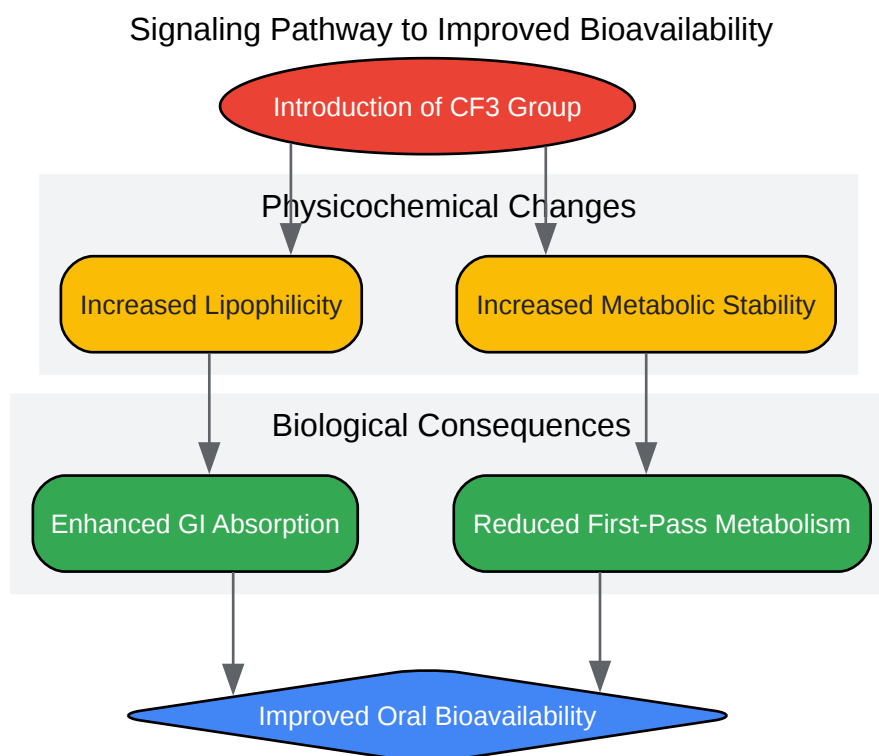 Signaling Pathway to Improved Bioavailability
Introduction of CF3 Group
Physicochemical Changes
Increased Lipophilicity
Increased Metabolic Stability
Biological Consequences
Enhanced GI Absorption
Reduced First-Pass Metabolism
Improved Oral Bioavailability